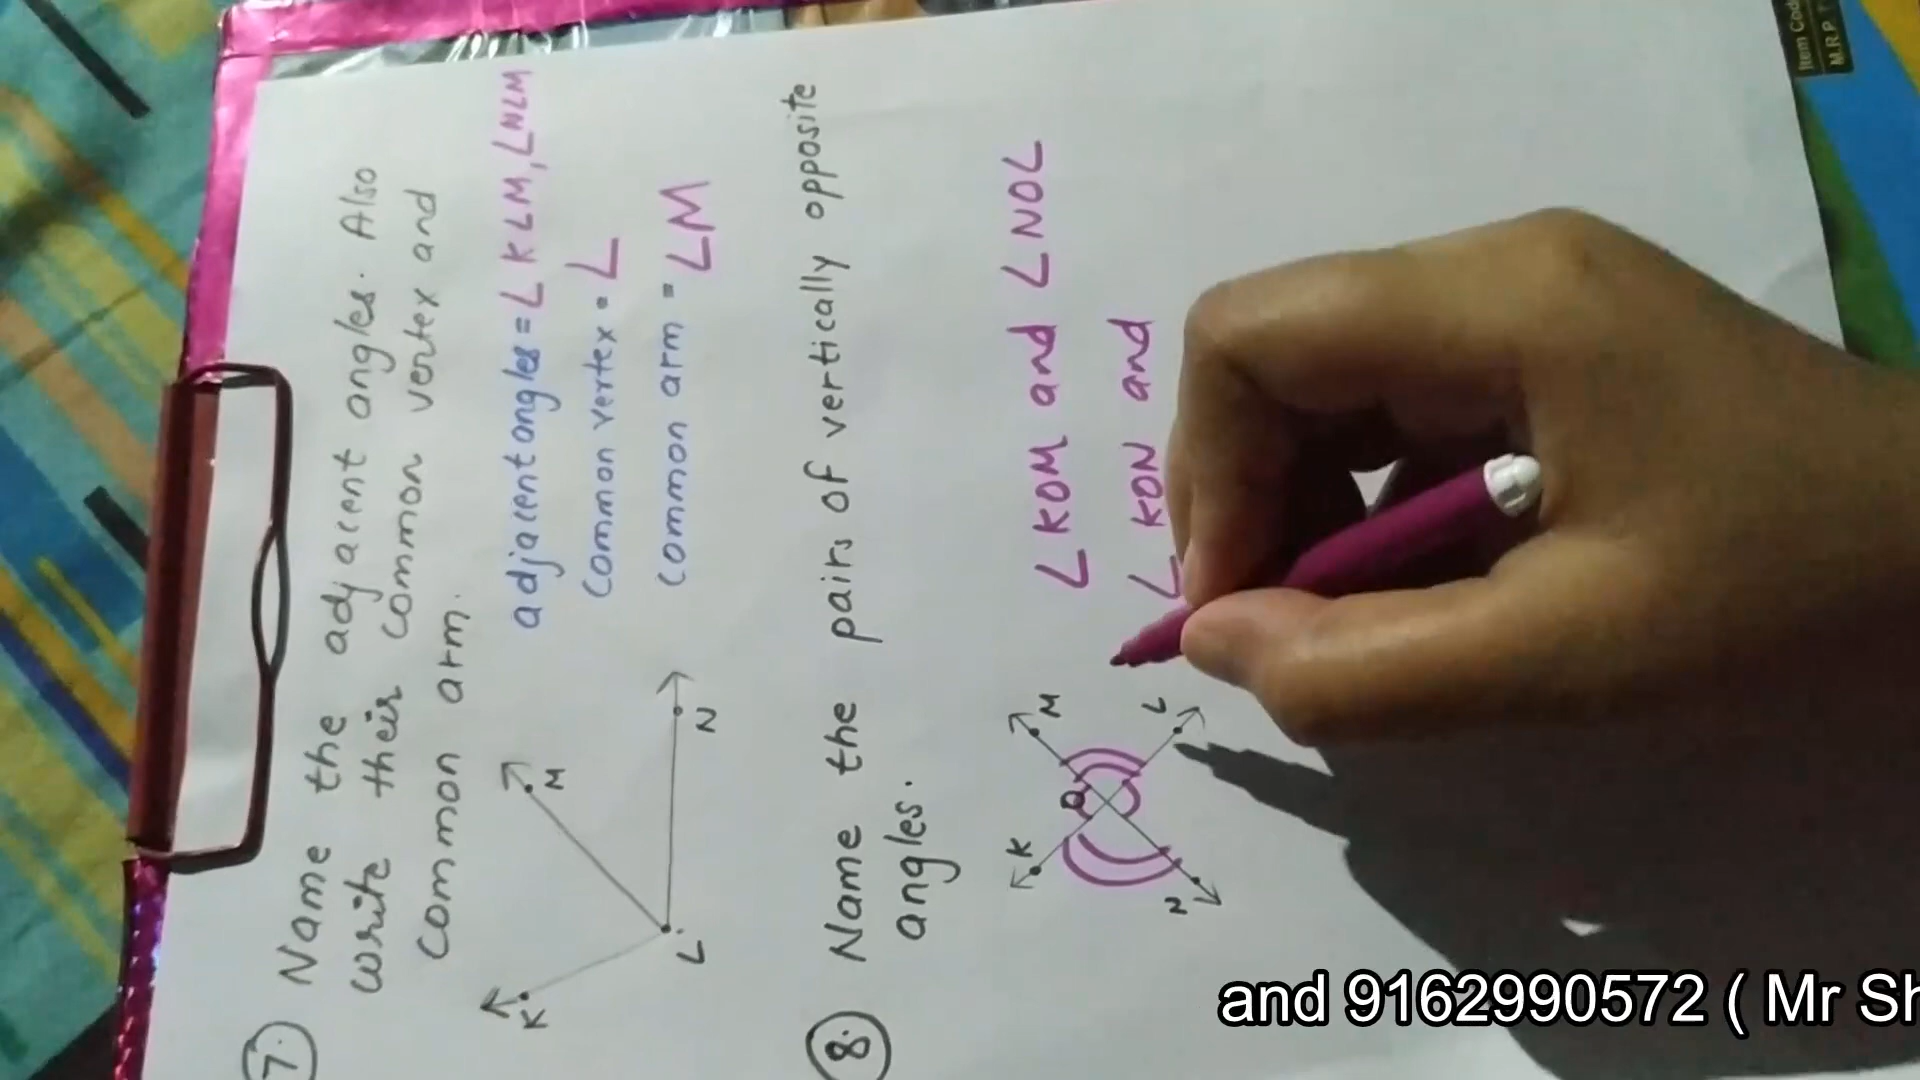 7. Name the adjacent angles. Also
write their common vertex and
common arm.
K
M
L
N
adjacent angles = ∠KLM, ∠NLM
Common vertex = L
common arm = LM
8. Name the pairs of vertically opposite
angles.
K
M
O
N
L
∠KOM and ∠NOL
∠KON and
Item Cod
M.R.P
and 9162990572 ( Mr Sh